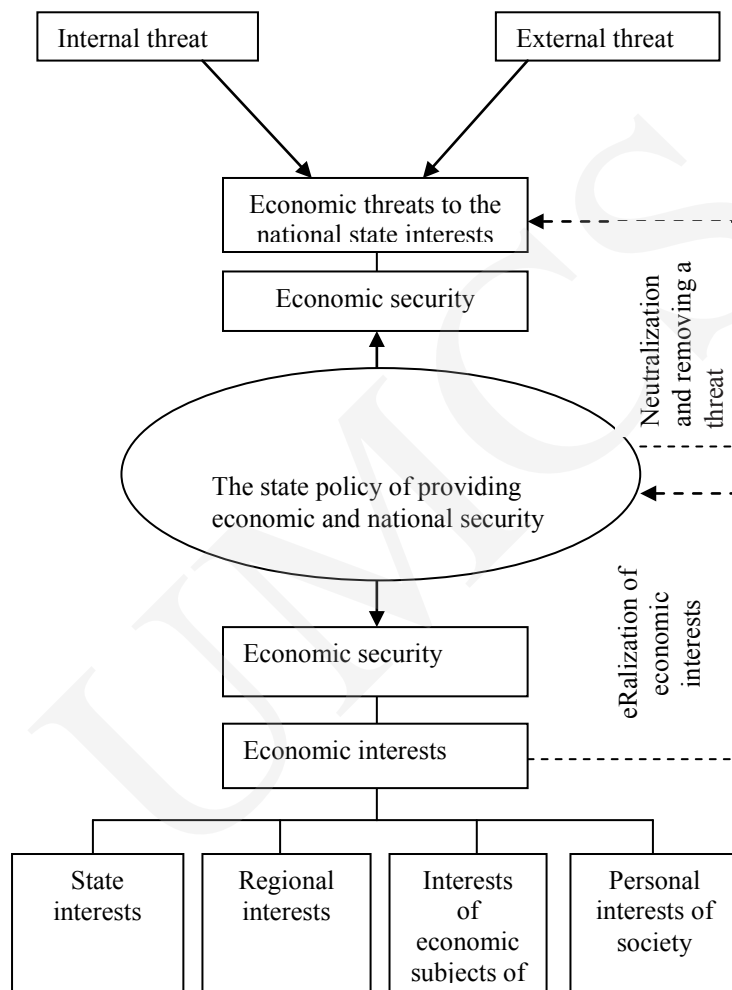 Internal threat
External threat
Economic threats to the
national state interests
Economic security
Neutralization
and removing a
threat
The state policy of providing
economic and national security
eRalization of
economic
interests
Economic security
Economic interests
State
interests
Regional
interests
Interests
of
economic
subjects of
Personal
interests of
society
UMCS